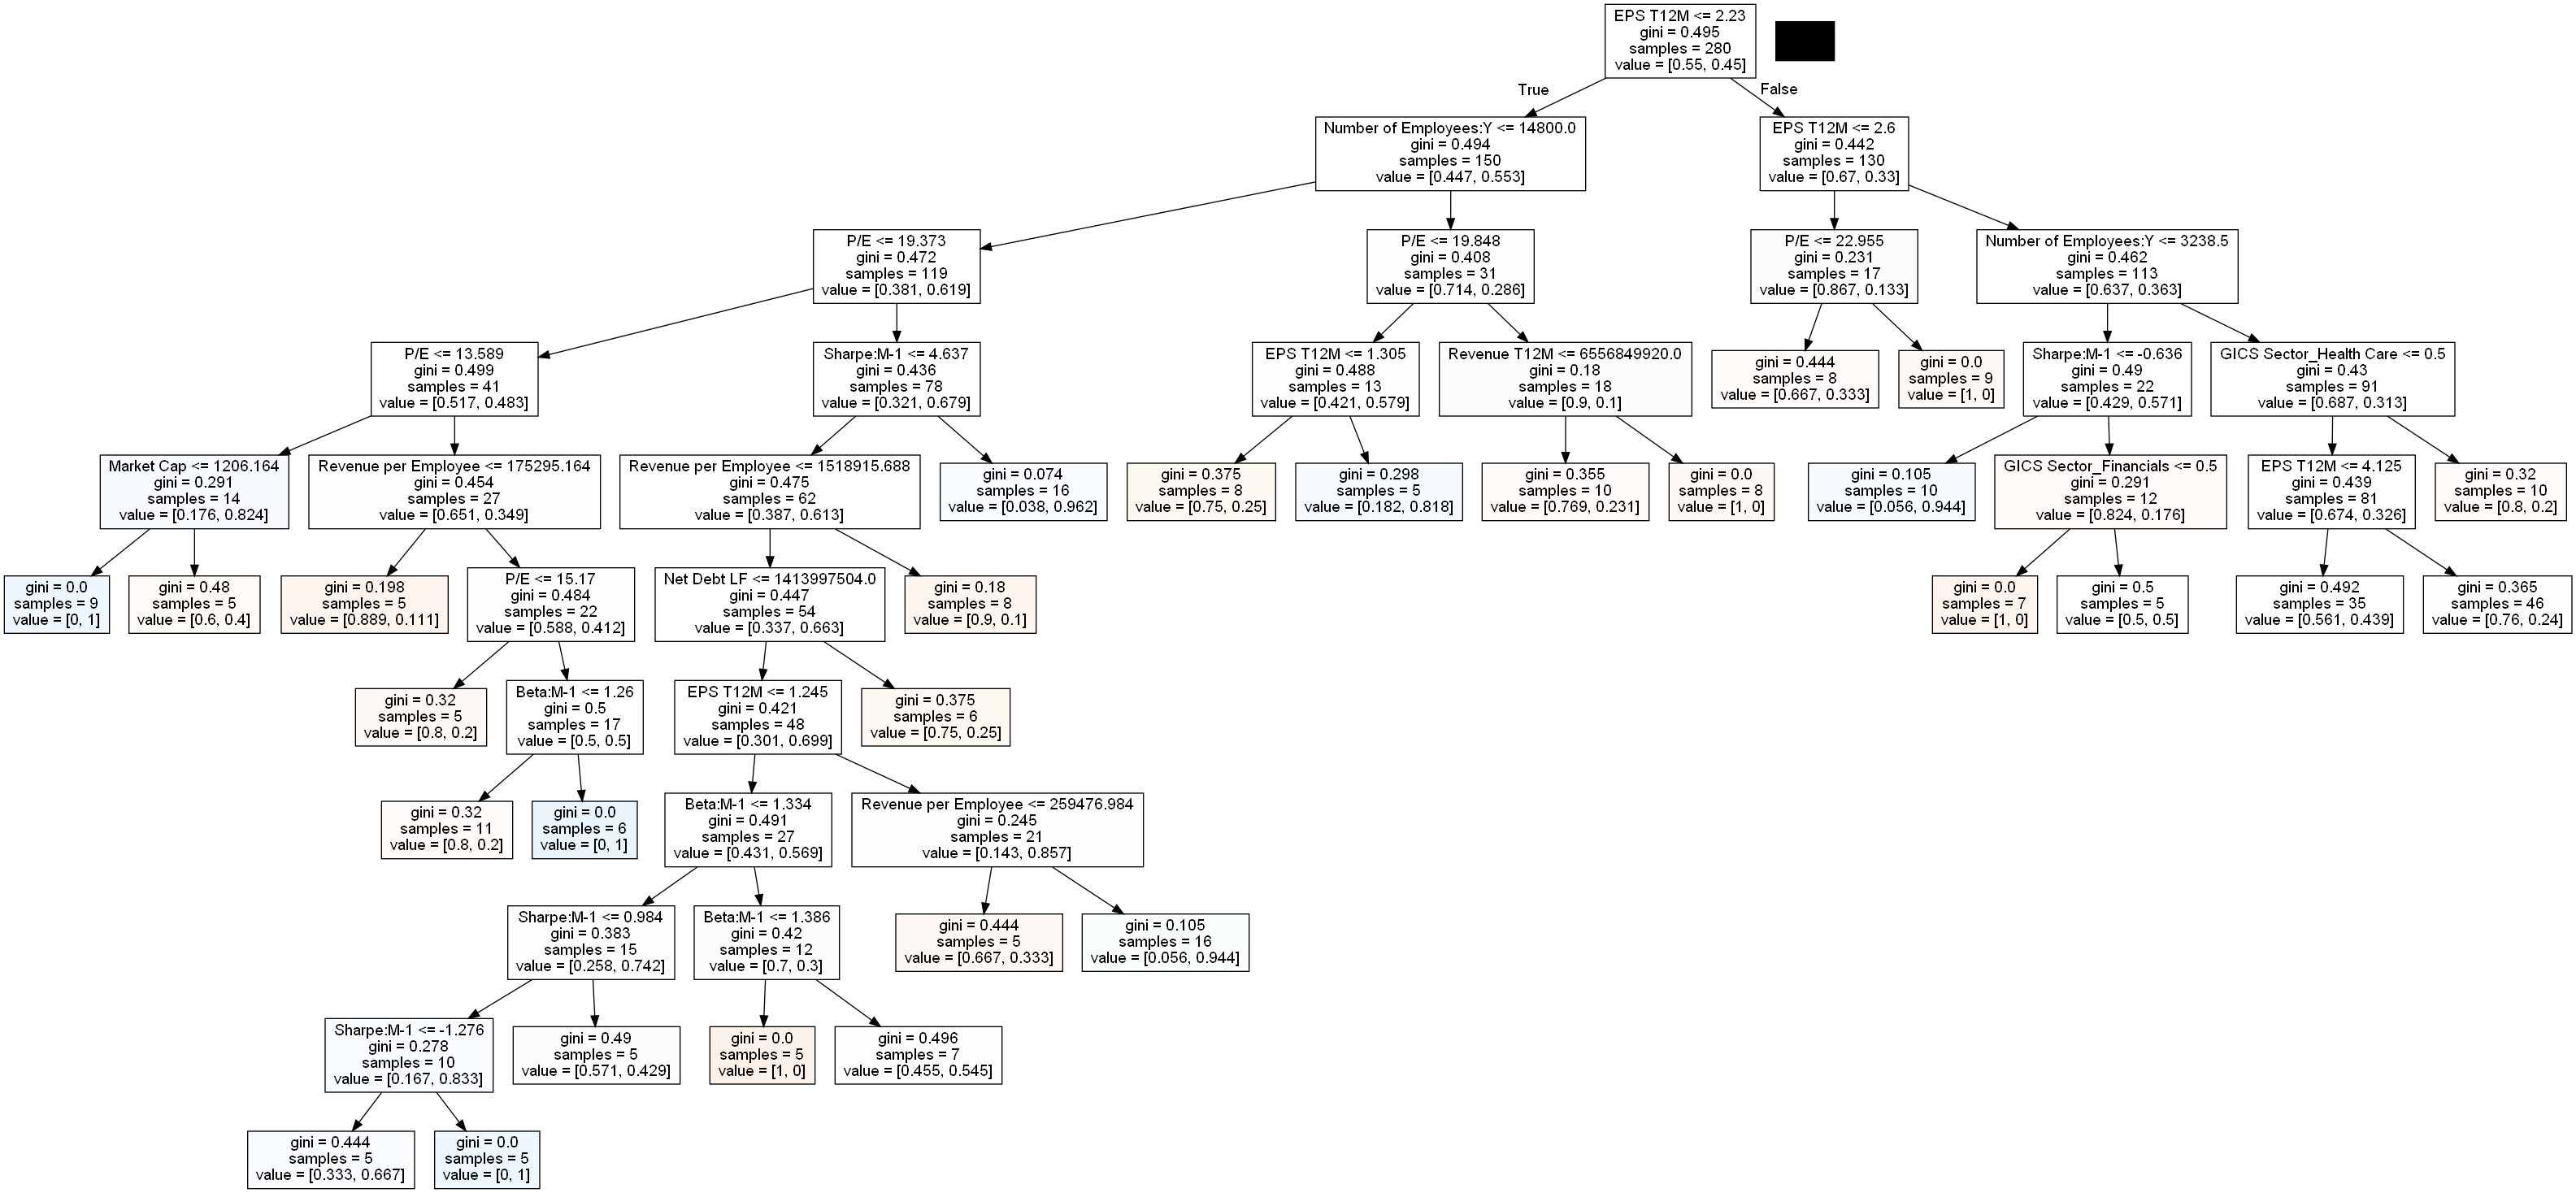 EPS T12M <= 2.23
gini = 0.495
samples = 280
value = [0.55, 0.45]
True
False
Number of Employees:Y <= 14800.0
gini = 0.494
samples = 150
value = [0.447, 0.553]
EPS T12M <= 2.6
gini = 0.442
samples = 130
value = [0.67, 0.33]
P/E <= 19.373
gini = 0.472
samples = 119
value = [0.381, 0.619]
P/E <= 19.848
gini = 0.408
samples = 31
value = [0.714, 0.286]
P/E <= 22.955
gini = 0.231
samples = 17
value = [0.867, 0.133]
Number of Employees:Y <= 3238.5
gini = 0.462
samples = 113
value = [0.637, 0.363]
P/E <= 13.589
gini = 0.499
samples = 41
value = [0.517, 0.483]
Sharpe:M-1 <= 4.637
gini = 0.436
samples = 78
value = [0.321, 0.679]
EPS T12M <= 1.305
gini = 0.488
samples = 13
value = [0.421, 0.579]
Revenue T12M <= 6556849920.0
gini = 0.18
samples = 18
value = [0.9, 0.1]
gini = 0.444
samples = 8
value = [0.667, 0.333]
gini = 0.0
samples = 9
value = [1, 0]
Sharpe:M-1 <= -0.636
gini = 0.49
samples = 22
value = [0.429, 0.571]
GICS Sector_Health Care <= 0.5
gini = 0.43
samples = 91
value = [0.687, 0.313]
Market Cap <= 1206.164
gini = 0.291
samples = 14
value = [0.176, 0.824]
Revenue per Employee <= 175295.164
gini = 0.454
samples = 27
value = [0.651, 0.349]
Revenue per Employee <= 1518915.688
gini = 0.475
samples = 62
value = [0.387, 0.613]
gini = 0.074
samples = 16
value = [0.038, 0.962]
gini = 0.375
samples = 8
value = [0.75, 0.25]
gini = 0.298
samples = 5
value = [0.182, 0.818]
gini = 0.355
samples = 10
value = [0.769, 0.231]
gini = 0.0
samples = 8
value = [1, 0]
gini = 0.105
samples = 10
value = [0.056, 0.944]
GICS Sector_Financials <= 0.5
gini = 0.291
samples = 12
value = [0.824, 0.176]
EPS T12M <= 4.125
gini = 0.439
samples = 81
value = [0.674, 0.326]
gini = 0.32
samples = 10
value = [0.8, 0.2]
gini = 0.0
samples = 9
value = [0, 1]
gini = 0.48
samples = 5
value = [0.6, 0.4]
gini = 0.198
samples = 5
value = [0.889, 0.111]
P/E <= 15.17
gini = 0.484
samples = 22
value = [0.588, 0.412]
Net Debt LF <= 1413997504.0
gini = 0.447
samples = 54
value = [0.337, 0.663]
gini = 0.18
samples = 8
value = [0.9, 0.1]
gini = 0.0
samples = 7
value = [1, 0]
gini = 0.5
samples = 5
value = [0.5, 0.5]
gini = 0.492
samples = 35
value = [0.561, 0.439]
gini = 0.365
samples = 46
value = [0.76, 0.24]
gini = 0.32
samples = 5
value = [0.8, 0.2]
Beta:M-1 <= 1.26
gini = 0.5
samples = 17
value = [0.5, 0.5]
EPS T12M <= 1.245
gini = 0.421
samples = 48
value = [0.301, 0.699]
gini = 0.375
samples = 6
value = [0.75, 0.25]
gini = 0.32
samples = 11
value = [0.8, 0.2]
gini = 0.0
samples = 6
value = [0, 1]
Beta:M-1 <= 1.334
gini = 0.491
samples = 27
value = [0.431, 0.569]
Revenue per Employee <= 259476.984
gini = 0.245
samples = 21
value = [0.143, 0.857]
Sharpe:M-1 <= 0.984
gini = 0.383
samples = 15
value = [0.258, 0.742]
Beta:M-1 <= 1.386
gini = 0.42
samples = 12
value = [0.7, 0.3]
gini = 0.444
samples = 5
value = [0.667, 0.333]
gini = 0.105
samples = 16
value = [0.056, 0.944]
Sharpe:M-1 <= -1.276
gini = 0.278
samples = 10
value = [0.167, 0.833]
gini = 0.49
samples = 5
value = [0.571, 0.429]
gini = 0.0
samples = 5
value = [1, 0]
gini = 0.496
samples = 7
value = [0.455, 0.545]
gini = 0.444
samples = 5
value = [0.333, 0.667]
gini = 0.0
samples = 5
value = [0, 1]